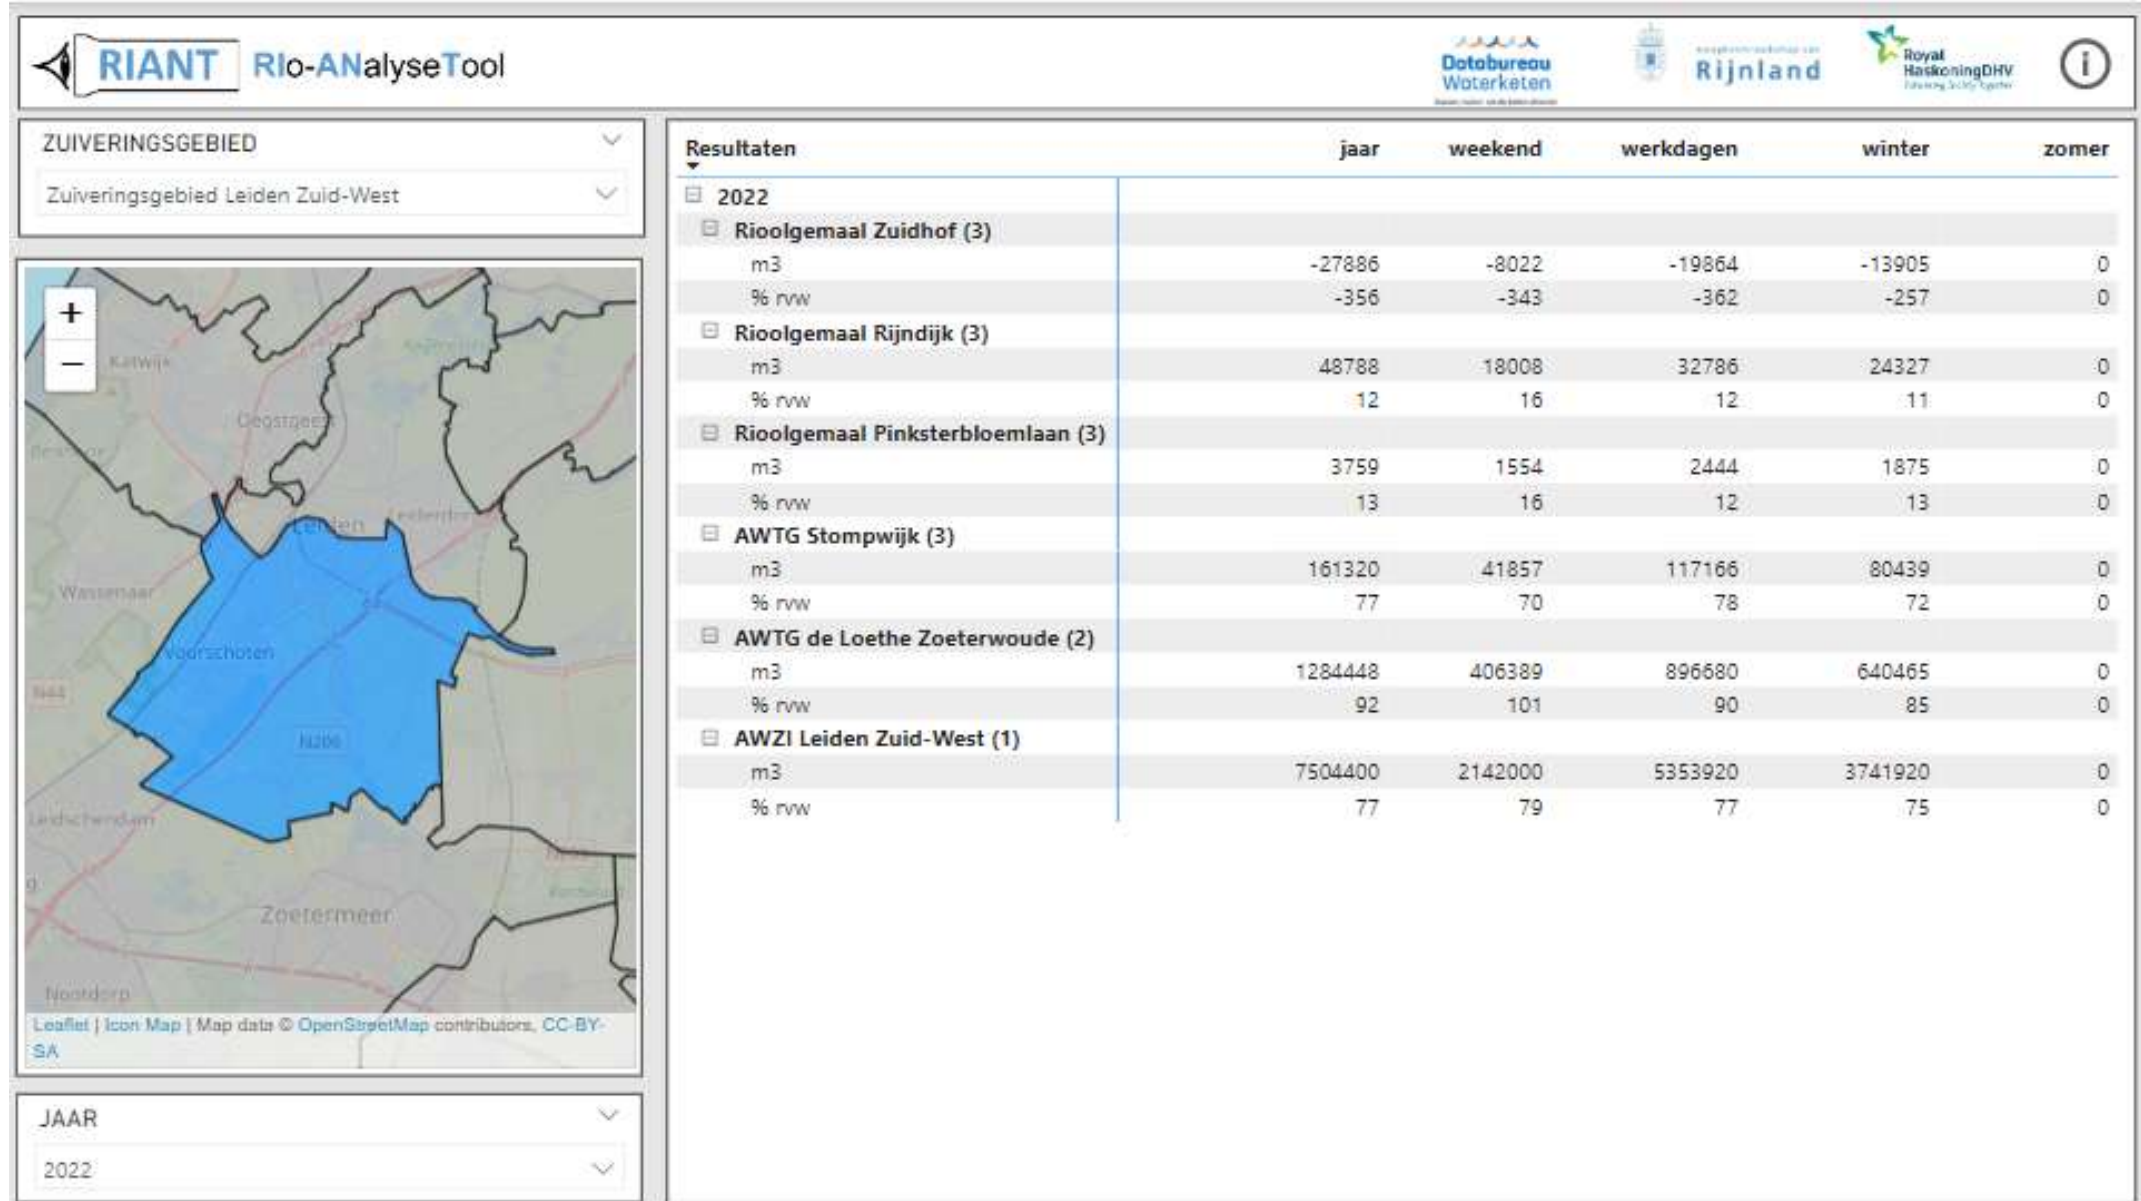 RIANT RIo-ANalyseTool
Databureau
Waterketen
Rijnland
Royal
HaskoningDHV
i
ZUIVERINGSGEBIED
Zuiveringsgebied Leiden Zuid-West
+
−
Katwijk
Oegstgeest
Leiden
Leiderdorp
Wassenaar
Voorschoten
N44
N206
Leidschendam
Zoetermeer
Nootdorp
Leaflet | Icon Map | Map data © OpenStreetMap contributors, CC-BY-
SA
JAAR
2022
Resultaten jaar weekend werkdagen winter zomer
2022
Rioolgemaal Zuidhof (3)
m3 -27886 -8022 -19864 -13905 0
% rvw -356 -343 -362 -257 0
Rioolgemaal Rijndijk (3)
m3 48788 18008 32786 24327 0
% rvw 12 16 12 11 0
Rioolgemaal Pinksterbloemlaan (3)
m3 3759 1554 2444 1875 0
% rvw 13 16 12 13 0
AWTG Stompwijk (3)
m3 161320 41857 117166 80439 0
% rvw 77 70 78 72 0
AWTG de Loethe Zoeterwoude (2)
m3 1284448 406389 896680 640465 0
% rvw 92 101 90 85 0
AWZI Leiden Zuid-West (1)
m3 7504400 2142000 5353920 3741920 0
% rvw 77 79 77 75 0